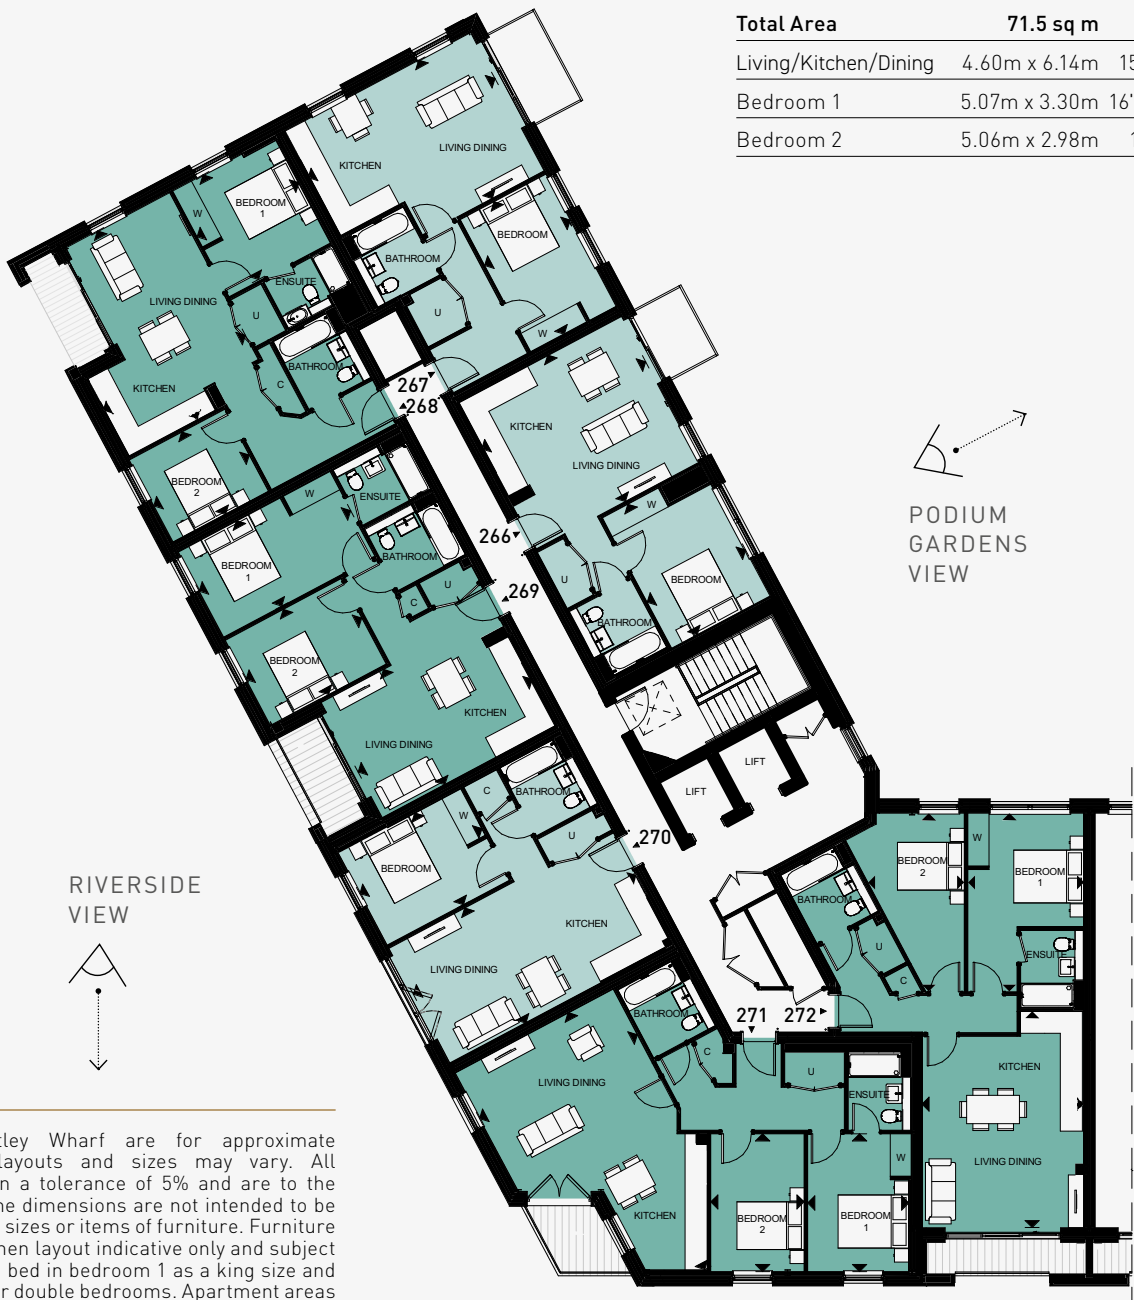 Total Area 71.5 sq m
Living/Kitchen/Dining 4.60m x 6.14m 15
Bedroom 1 5.07m x 3.30m 16'
Bedroom 2 5.06m x 2.98m 1
LIVING DINING
KITCHEN
BEDROOM
BATHROOM
U
W
267
BEDROOM
1
W
ENSUITE
LIVING DINING
U
BATHROOM
KITCHEN
C
BEDROOM
2
268
KITCHEN
LIVING DINING
W
BEDROOM
U
BATHROOM
266
W
ENSUITE
BEDROOM
1
BATHROOM
U
C
BEDROOM
2
KITCHEN
LIVING DINING
269
PODIUM
GARDENS
VIEW
LIFT
LIFT
BATHROOM
C
W
U
BEDROOM
KITCHEN
LIVING DINING
270
RIVERSIDE
VIEW
BEDROOM
2
W
BEDROOM
1
BATHROOM
U
ENSUITE
C
KITCHEN
LIVING DINING
272
271
BATHROOM
C
LIVING DINING
U
ENSUITE
W
KITCHEN
BEDROOM
2
BEDROOM
1
tley Wharf are for approximate
layouts and sizes may vary. All
n a tolerance of 5% and are to the
ne dimensions are not intended to be
sizes or items of furniture. Furniture
hen layout indicative only and subject
bed in bedroom 1 as a king size and
r double bedrooms. Apartment areas